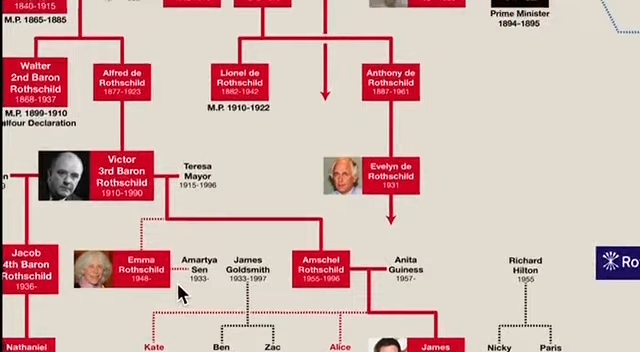 1840-1915
M.P. 1865-1885
Prime Minister
1894-1895
Walter
2nd Baron
Rothschild
1868-1937
M.P. 1899-1910
alfour Declaration
Alfred de
Rothschild
1877-1923
Lionel de
Rothschild
1882-1942
M.P. 1910-1922
Anthony de
Rothschild
1887-1961
Victor
3rd Baron
Rothschild
1910-1990
Teresa
Mayor
1915-1996
Evelyn de
Rothschild
1931
Jacob
4th Baron
Rothschild
1936-
Emma
Rothschild
1948-
Amartya
Sen
1933-
James
Goldsmith
1933-1997
Amschel
Rothschild
1955-1996
Anita
Guiness
1957-
Richard
Hilton
1955
Ro
Nathaniel
Kate
Ben
Zac
Alice
James
Nicky
Paris